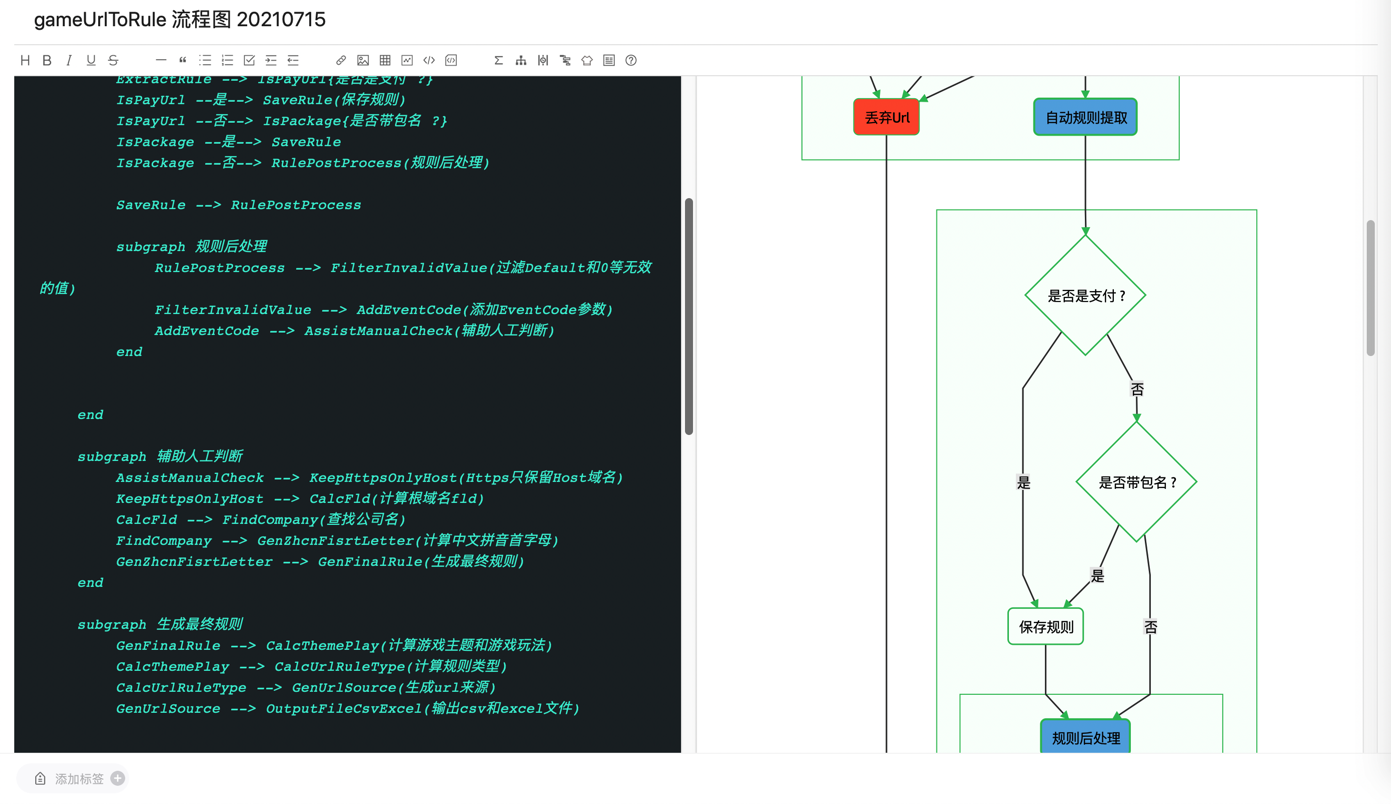 gameUrlToRule 流程图 20210715
H B I U S
ExtractRule --> IsPayUrl{是否是支付 ?}
IsPayUrl --是--> SaveRule(保存规则)
IsPayUrl --否--> IsPackage{是否带包名 ?}
IsPackage --是--> SaveRule
IsPackage --否--> RulePostProcess(规则后处理)
SaveRule --> RulePostProcess
subgraph 规则后处理
RulePostProcess --> FilterInvalidValue(过滤Default和0等无效
的值)
FilterInvalidValue --> AddEventCode(添加EventCode参数)
AddEventCode --> AssistManualCheck(辅助人工判断)
end
end
subgraph 辅助人工判断
AssistManualCheck --> KeepHttpsOnlyHost(Https只保留Host域名)
KeepHttpsOnlyHost --> CalcFld(计算根域名fld)
CalcFld --> FindCompany(查找公司名)
FindCompany --> GenZhcnFisrtLetter(计算中文拼音首字母)
GenZhcnFisrtLetter --> GenFinalRule(生成最终规则)
end
subgraph 生成最终规则
GenFinalRule --> CalcThemePlay(计算游戏主题和游戏玩法)
CalcThemePlay --> CalcUrlRuleType(计算规则类型)
CalcUrlRuleType --> GenUrlSource(生成url来源)
GenUrlSource --> OutputFileCsvExcel(输出csv和excel文件)
丢弃Url
自动规则提取
是否是支付 ?
否
是否带包名 ?
是
是
保存规则
否
规则后处理
添加标签